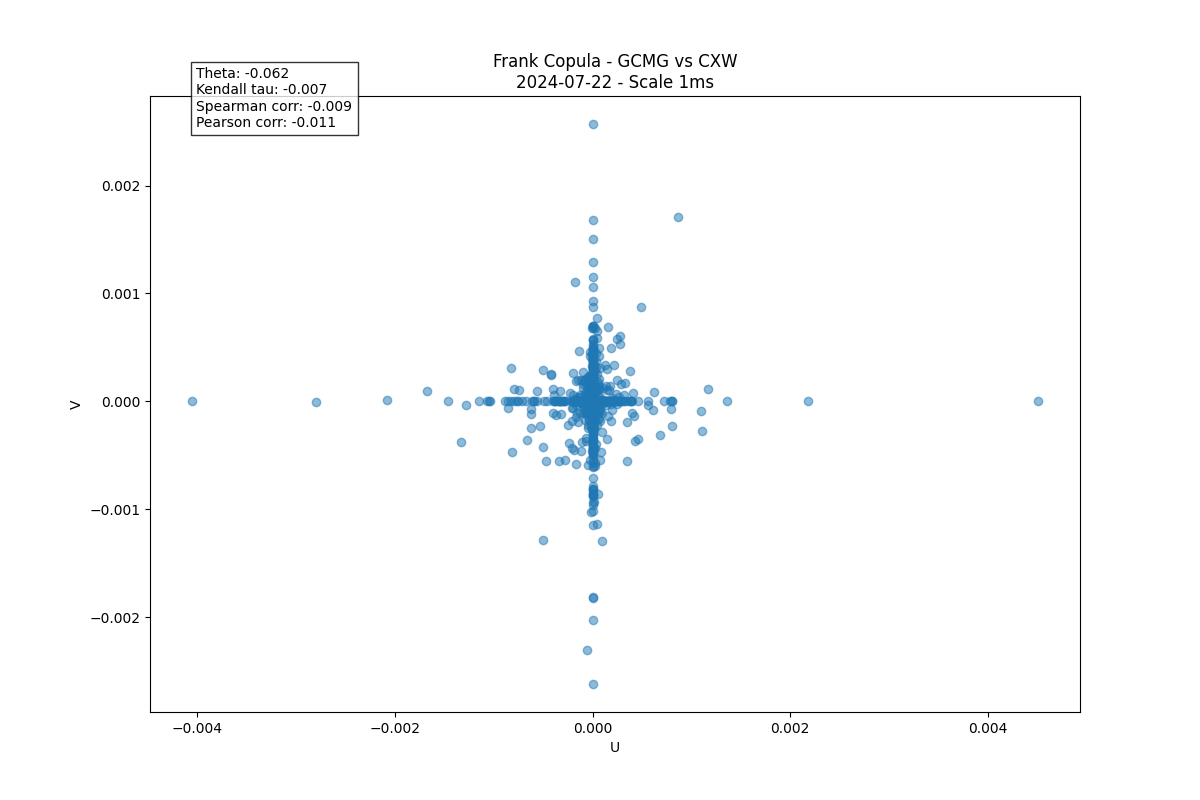 Frank Copula - GCMG vs CXW
2024-07-22 - Scale 1ms
Theta: -0.062
Kendall tau: -0.007
Spearman corr: -0.009
Pearson corr: -0.011
0.002
0.001
0.000
−0.001
−0.002
V
−0.004
−0.002
0.000
0.002
0.004
U